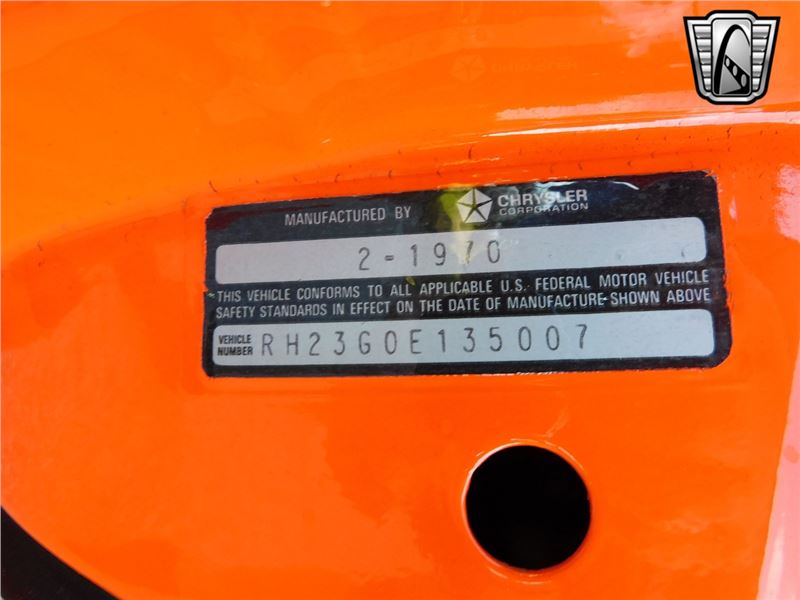 MANUFACTURED BY CHRYSLER CORPORATION
2-1970
THIS VEHICLE CONFORMS TO ALL APPLICABLE U.S. FEDERAL MOTOR VEHICLE
SAFETY STANDARDS IN EFFECT ON THE DATE OF MANUFACTURE SHOWN ABOVE
VEHICLE NUMBER RH23G0E135007